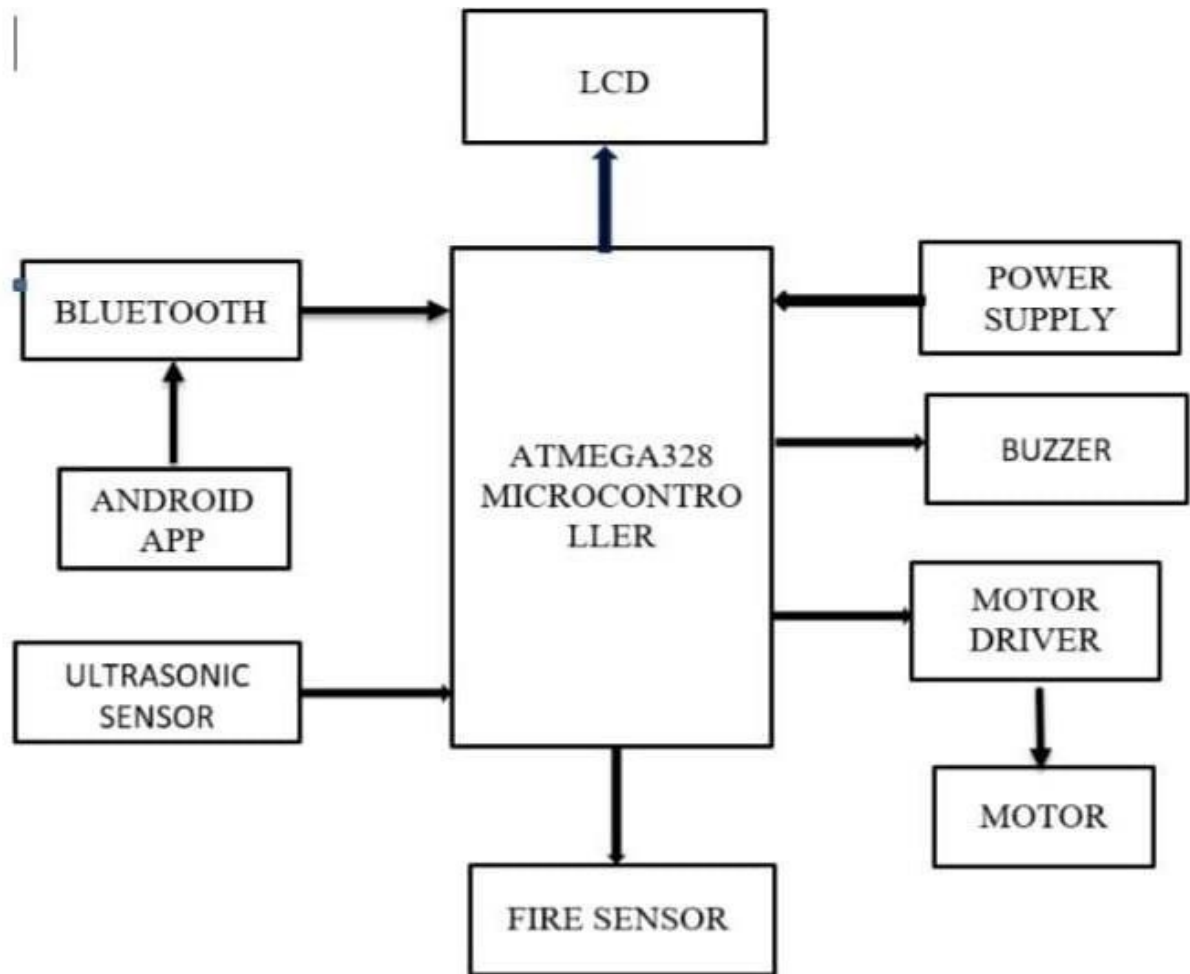 LCD
BLUETOOTH
POWER
SUPPLY
ATMEGA328
MICROCONTRO
LLER
BUZZER
ANDROID
APP
MOTOR
DRIVER
ULTRASONIC
SENSOR
MOTOR
FIRE SENSOR